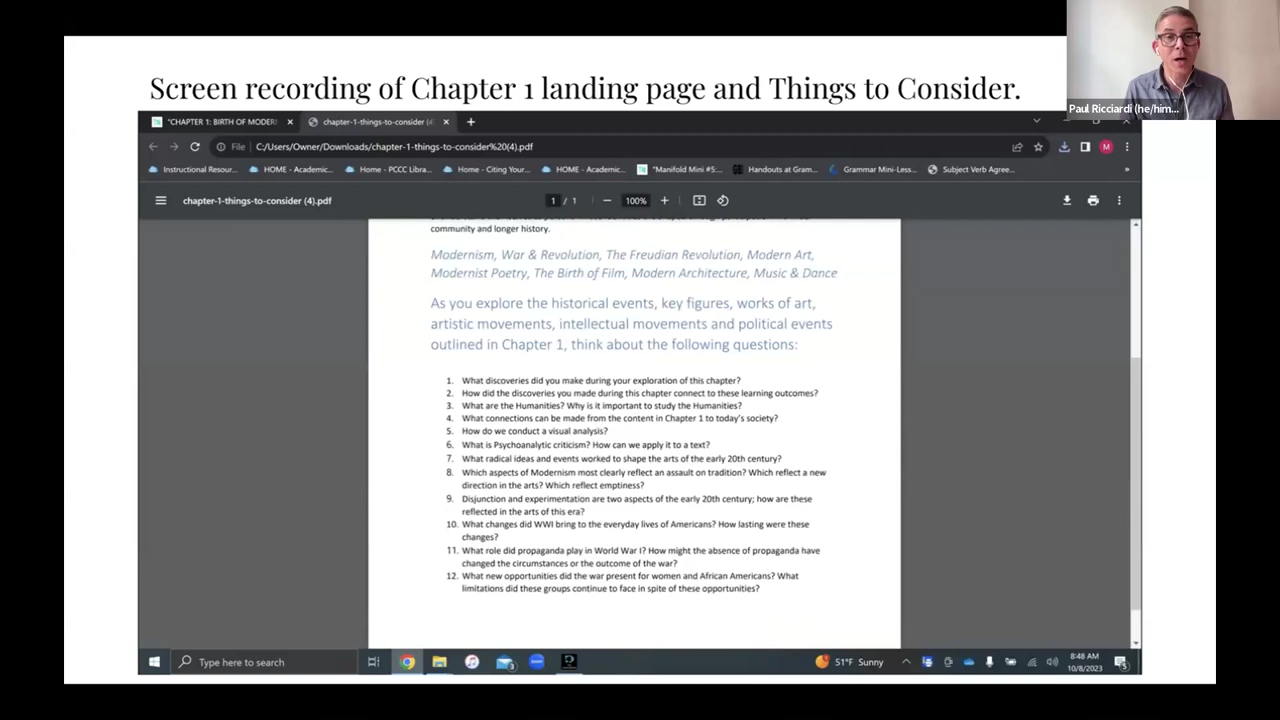 Screen recording of Chapter 1 landing page and Things to Consider.
Paul Ricciardi (he/him...
"CHAPTER 1: BIRTH OF MODER
chapter-1-things-to-consider (4
File
C:/Users/Owner/Downloads/chapter-1-things-to-consider%20(4).pdf
M
Instructional Resour...
HOME - Academic...
Home - PCCC Libra...
Home - Citing Your...
HOME - Academic...
"Manifold Mini #5:...
Handouts at Gram...
Grammar Mini-Less...
Subject Verb Agree...
»
chapter-1-things-to-consider (4).pdf
1 / 1
100%
community and longer history.
Modernism, War & Revolution, The Freudian Revolution, Modern Art,
Modernist Poetry, The Birth of Film, Modern Architecture, Music & Dance
As you explore the historical events, key figures, works of art,
artistic movements, intellectual movements and political events
outlined in Chapter 1, think about the following questions:
1. What discoveries did you make during your exploration of this chapter?
2. How did the discoveries you made during this chapter connect to these learning outcomes?
3. What are the Humanities? Why is it important to study the Humanities?
4. What connections can be made from the content in Chapter 1 to today's society?
5. How do we conduct a visual analysis?
6. What is Psychoanalytic criticism? How can we apply it to a text?
7. What radical ideas and events worked to shape the arts of the early 20th century?
8. Which aspects of Modernism most clearly reflect an assault on tradition? Which reflect a new
direction in the arts? Which reflect emptiness?
9. Disjunction and experimentation are two aspects of the early 20th century; how are these
reflected in the arts of this era?
10. What changes did WWI bring to the everyday lives of Americans? How lasting were these
changes?
11. What role did propaganda play in World War I? How might the absence of propaganda have
changed the circumstances or the outcome of the war?
12. What new opportunities did the war present for women and African Americans? What
limitations did these groups continue to face in spite of these opportunities?
Type here to search
51°F Sunny
8:48 AM
10/8/2023